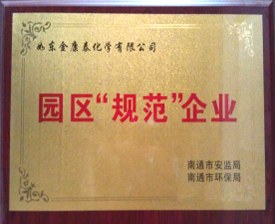 如东金康泰化学有限公司
园区“规范”企业
南通市安监局
南通市环保局